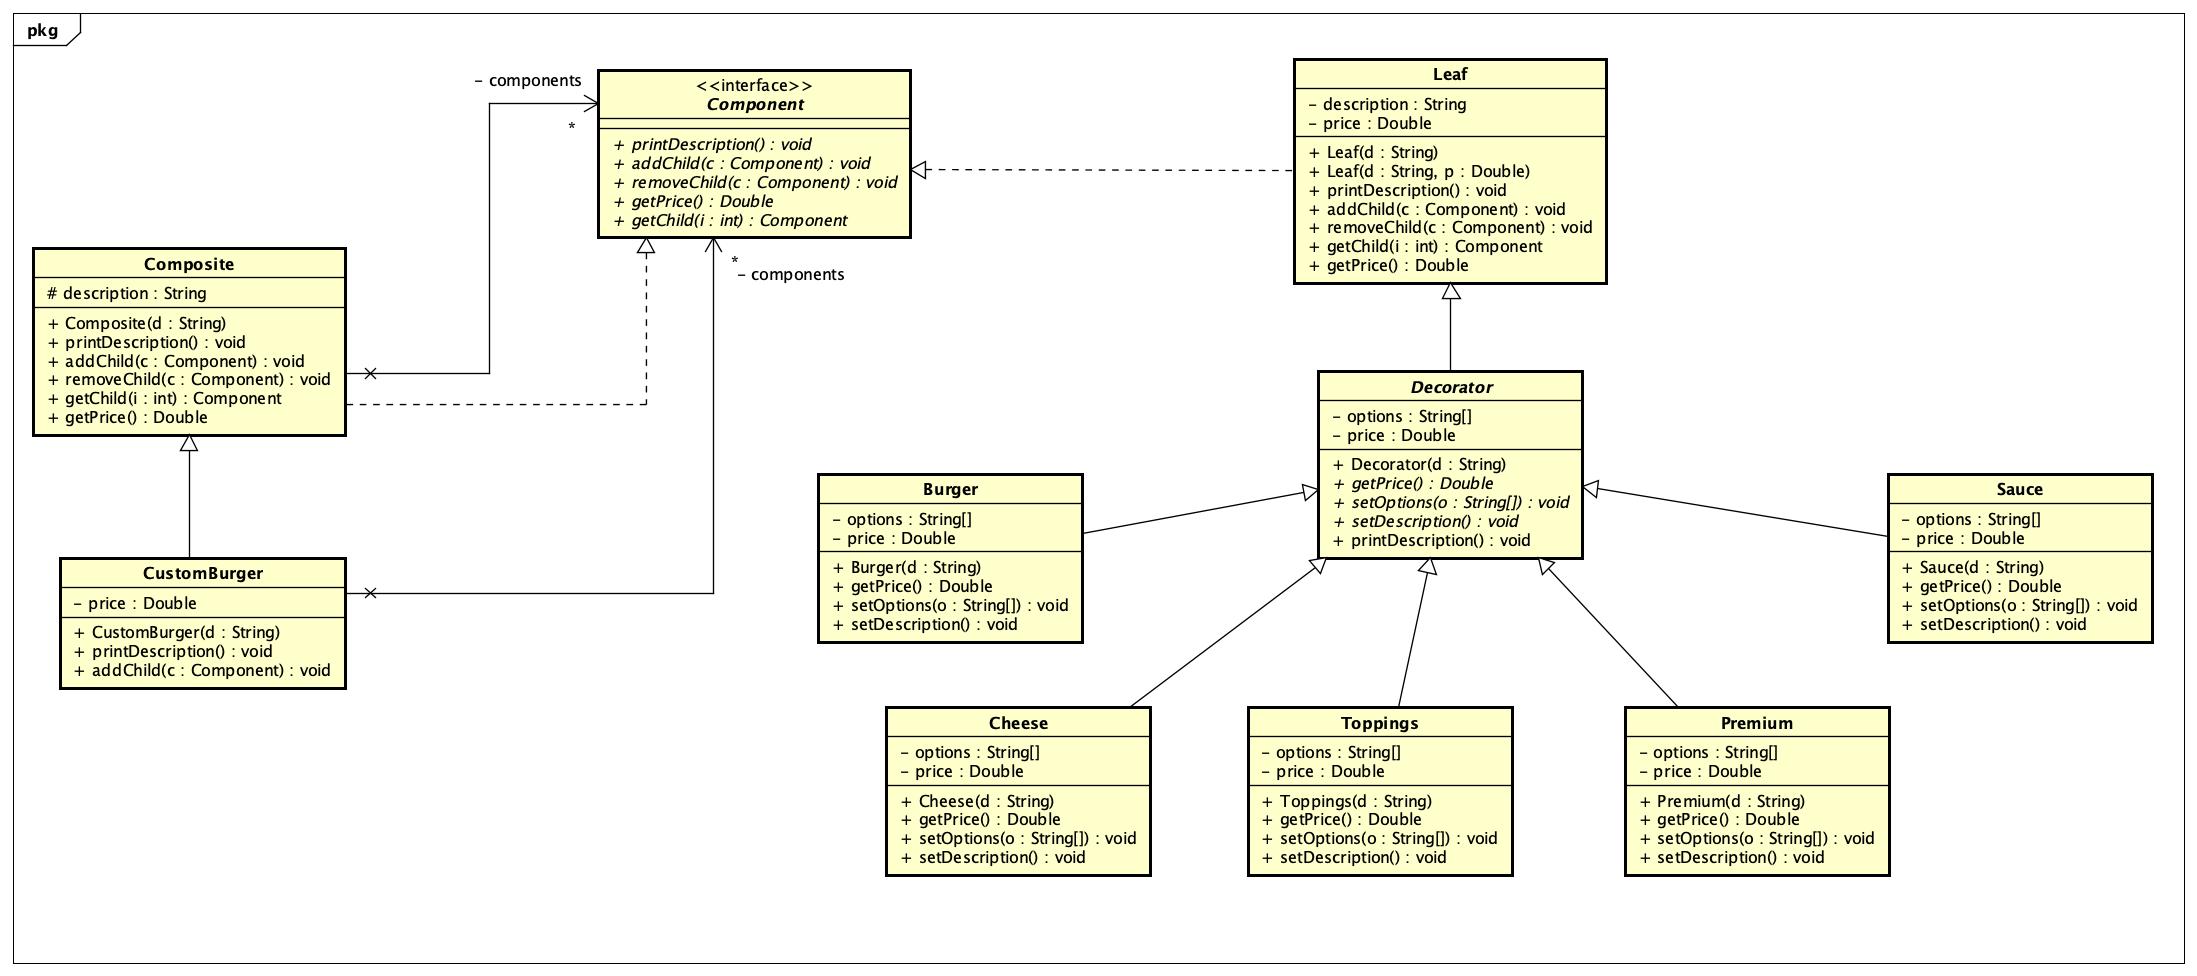 pkg
- components
*
<<interface>>
Component
+ printDescription() : void
+ addChild(c : Component) : void
+ removeChild(c : Component) : void
+ getPrice() : Double
+ getChild(i : int) : Component
*
- components
Leaf
- description : String
- price : Double
+ Leaf(d : String)
+ Leaf(d : String, p : Double)
+ printDescription() : void
+ addChild(c : Component) : void
+ removeChild(c : Component) : void
+ getChild(i : int) : Component
+ getPrice() : Double
Composite
# description : String
+ Composite(d : String)
+ printDescription() : void
+ addChild(c : Component) : void
+ removeChild(c : Component) : void
+ getChild(i : int) : Component
+ getPrice() : Double
CustomBurger
- price : Double
+ CustomBurger(d : String)
+ printDescription() : void
+ addChild(c : Component) : void
Decorator
- options : String[]
- price : Double
+ Decorator(d : String)
+ getPrice() : Double
+ setOptions(o : String[]) : void
+ setDescription() : void
+ printDescription() : void
Burger
- options : String[]
- price : Double
+ Burger(d : String)
+ getPrice() : Double
+ setOptions(o : String[]) : void
+ setDescription() : void
Sauce
- options : String[]
- price : Double
+ Sauce(d : String)
+ getPrice() : Double
+ setOptions(o : String[]) : void
+ setDescription() : void
Cheese
- options : String[]
- price : Double
+ Cheese(d : String)
+ getPrice() : Double
+ setOptions(o : String[]) : void
+ setDescription() : void
Toppings
- options : String[]
- price : Double
+ Toppings(d : String)
+ getPrice() : Double
+ setOptions(o : String[]) : void
+ setDescription() : void
Premium
- options : String[]
- price : Double
+ Premium(d : String)
+ getPrice() : Double
+ setOptions(o : String[]) : void
+ setDescription() : void